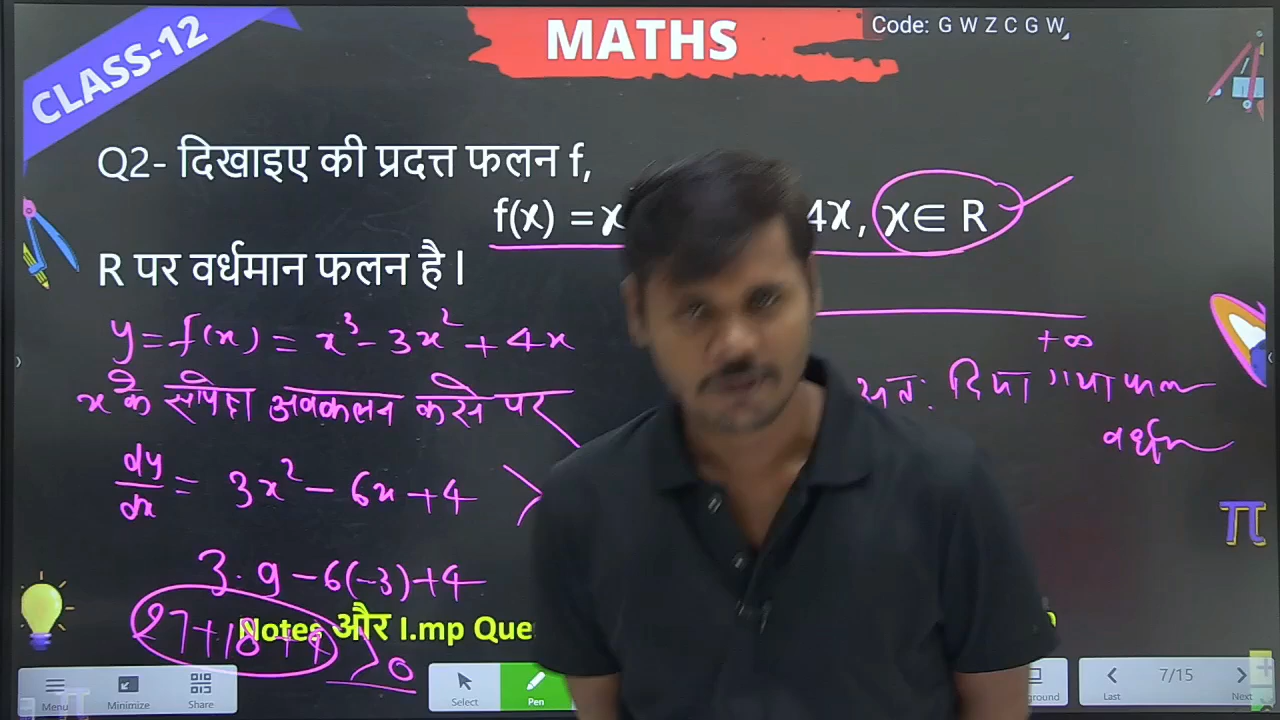 CLASS-12
MATHS
Code: G W Z C G W
Q2- दिखाइए की प्रदत्त फलन f,
f(x) = x 4x, x∈ R
R पर वर्धमान फलन है।
y = f(x) = x³ - 3x² + 4x
+∞
x के सापेक्ष अवकलन करने पर
अतः दिया गया फलन
वर्धमान
dy/dx = 3x² - 6x + 4 >
3·9 - 6(-3) + 4
27 + 18 + 4 > 0
Notes और I.mp Que
π
Menu Minimize Share Select Pen Last 7/15 Next